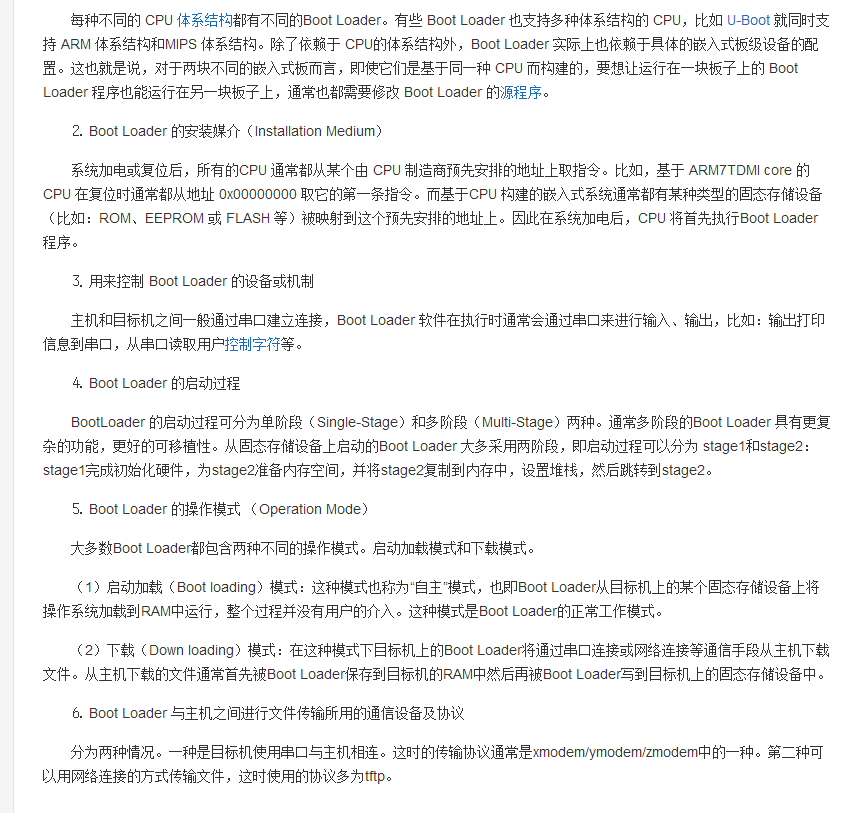 每种不同的 CPU 体系结构都有不同的Boot Loader。有些 Boot Loader 也支持多种体系结构的 CPU，比如 U-Boot 就同时支
持 ARM 体系结构和MIPS 体系结构。除了依赖于 CPU的体系结构外，Boot Loader 实际上也依赖于具体的嵌入式板级设备的配
置。这也就是说，对于两块不同的嵌入式板而言，即使它们是基于同一种 CPU 而构建的，要想让运行在一块板子上的 Boot
Loader 程序也能运行在另一块板子上，通常也都需要修改 Boot Loader 的源程序。
2. Boot Loader 的安装媒介（Installation Medium）
系统加电或复位后，所有的CPU 通常都从某个由 CPU 制造商预先安排的地址上取指令。比如，基于 ARM7TDMI core 的
CPU 在复位时通常都从地址 0x00000000 取它的第一条指令。而基于CPU 构建的嵌入式系统通常都有某种类型的固态存储设备
（比如：ROM、EEPROM 或 FLASH 等）被映射到这个预先安排的地址上。因此在系统加电后，CPU 将首先执行Boot Loader
程序。
3. 用来控制 Boot Loader 的设备或机制
主机和目标机之间一般通过串口建立连接，Boot Loader 软件在执行时通常会通过串口来进行输入、输出，比如：输出打印
信息到串口，从串口读取用户控制字符等。
4. Boot Loader 的启动过程
BootLoader 的启动过程可分为单阶段（Single-Stage）和多阶段（Multi-Stage）两种。通常多阶段的Boot Loader 具有更复
杂的功能，更好的可移植性。从固态存储设备上启动的Boot Loader 大多采用两阶段，即启动过程可以分为 stage1和stage2：
stage1完成初始化硬件，为stage2准备内存空间，并将stage2复制到内存中，设置堆栈，然后跳转到stage2。
5. Boot Loader 的操作模式 （Operation Mode）
大多数Boot Loader都包含两种不同的操作模式。启动加载模式和下载模式。
（1）启动加载（Boot loading）模式：这种模式也称为“自主”模式，也即Boot Loader从目标机上的某个固态存储设备上将
操作系统加载到RAM中运行，整个过程并没有用户的介入。这种模式是Boot Loader的正常工作模式。
（2）下载（Down loading）模式：在这种模式下目标机上的Boot Loader将通过串口连接或网络连接等通信手段从主机下载
文件。从主机下载的文件通常首先被Boot Loader保存到目标机的RAM中然后再被Boot Loader写到目标机上的固态存储设备中。
6. Boot Loader 与主机之间进行文件传输所用的通信设备及协议
分为两种情况。一种是目标机使用串口与主机相连。这时的传输协议通常是xmodem/ymodem/zmodem中的一种。第二种可
以用网络连接的方式传输文件，这时使用的协议多为tftp。